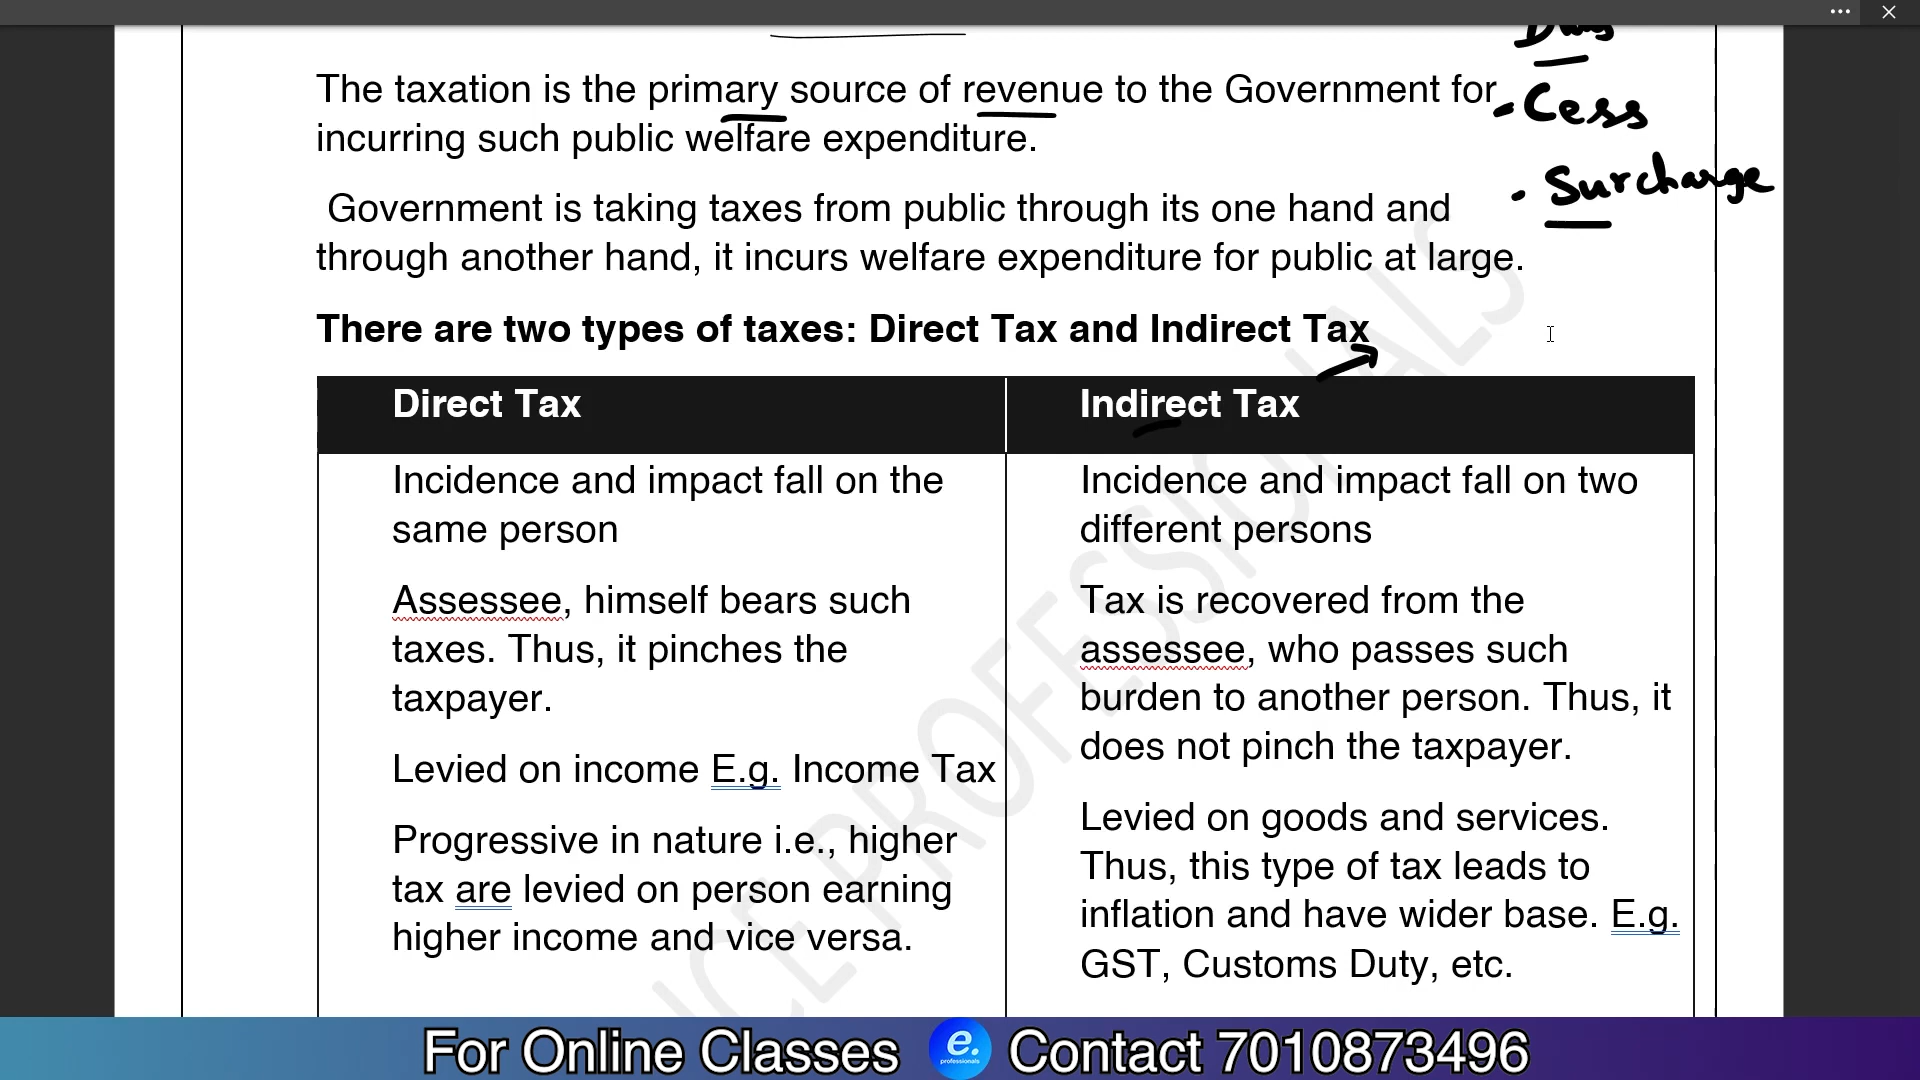 The taxation is the primary source of revenue to the Government for
incurring such public welfare expenditure.
· Cess
· Surcharge
Government is taking taxes from public through its one hand and
through another hand, it incurs welfare expenditure for public at large.
There are two types of taxes: Direct Tax and Indirect Tax
Direct Tax
Incidence and impact fall on the
same person
Assessee, himself bears such
taxes. Thus, it pinches the
taxpayer.
Levied on income E.g. Income Tax
Progressive in nature i.e., higher
tax are levied on person earning
higher income and vice versa.
Indirect Tax
Incidence and impact fall on two
different persons
Tax is recovered from the
assessee, who passes such
burden to another person. Thus, it
does not pinch the taxpayer.
Levied on goods and services.
Thus, this type of tax leads to
inflation and have wider base. E.g.
GST, Customs Duty, etc.
CE PROFESSIONALS
For Online Classes e. professionals Contact 7010873496